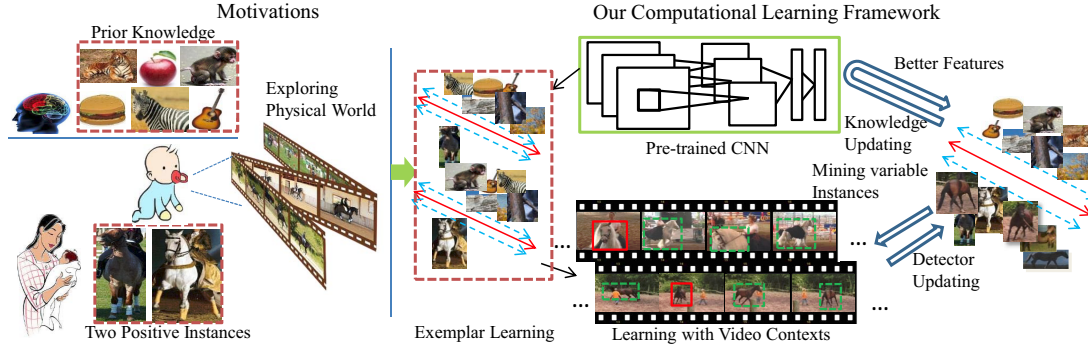 Motivations
Prior Knowledge
Exploring
Physical World
Two Positive Instances
Our Computational Learning Framework
Pre-trained CNN
Better Features
Knowledge
Updating
Mining variable
Instances
Detector
Updating
...
...
...
...
Exemplar Learning
Learning with Video Contexts